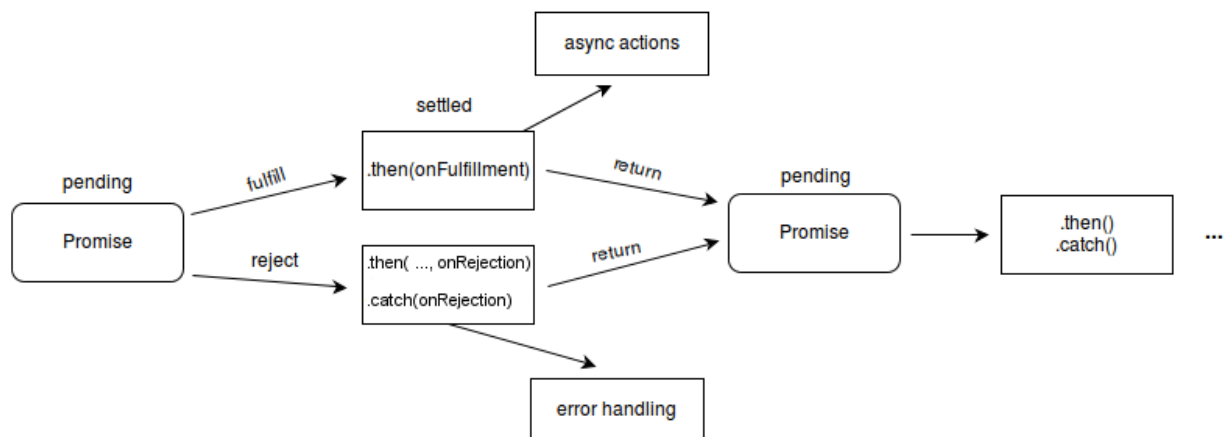 async actions
settled
.then(onFulfillment)
fulfill
return
pending
Promise
pending
Promise
.then()
.catch()
...
reject
.then( ..., onRejection)
.catch(onRejection)
return
error handling